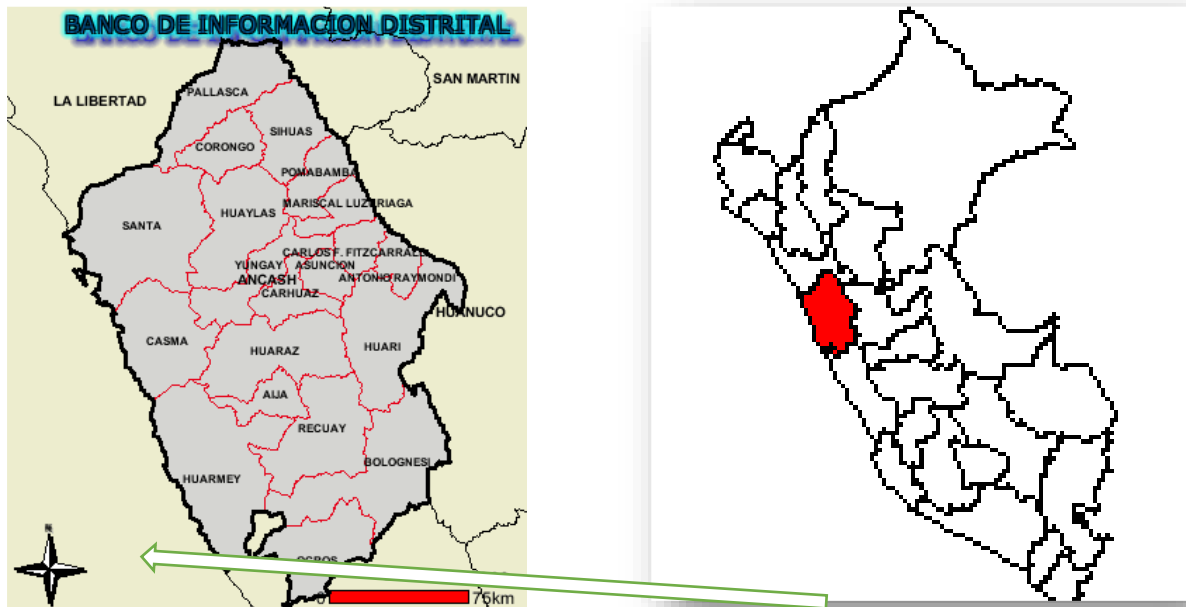 BANCO DE INFORMACION DISTRITAL
SAN MARTIN
LA LIBERTAD
PALLASCA
SIHUAS
CORONGO
POMABAMBA
MARISCAL LUZURIAGA
HUAYLAS
SANTA
CARLOS F. FITZCARRALD
YUNGAY
ASUNCION
ANCASH
ANTONIO RAYMONDI
CARHUAZ
HUANUCO
CASMA
HUARAZ
HUARI
AIJA
RECUAY
BOLOGNESI
HUARMEY
N
OCROS
0
75km